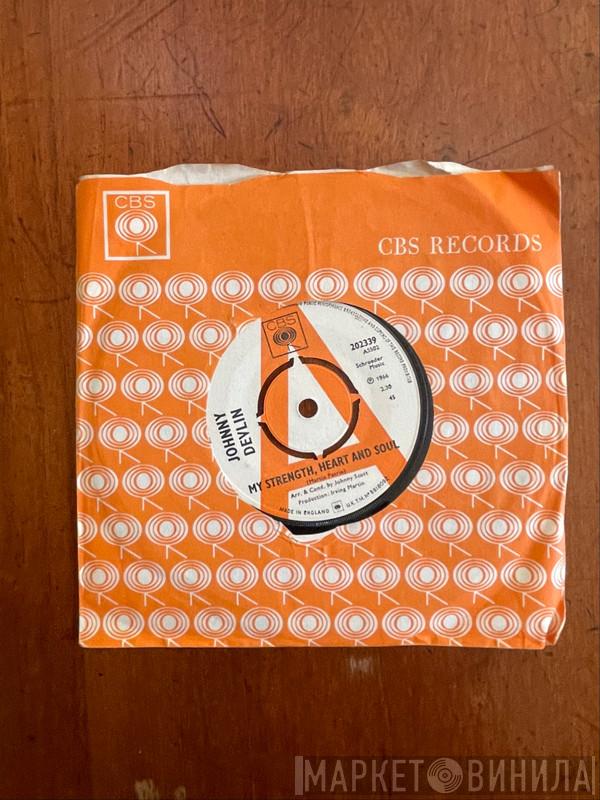 CBS
CBS RECORDS
CBS
202339
AS502
Schroeder
Music
℗ 1966
2.30
45
JOHNNY
DEVLIN
MY STRENGTH, HEART AND SOUL
Arr. & Cond. by Johnny Scott
Production: Irving Martin
MADE IN ENGLAND
МАРКЕТ ВИНИЛА